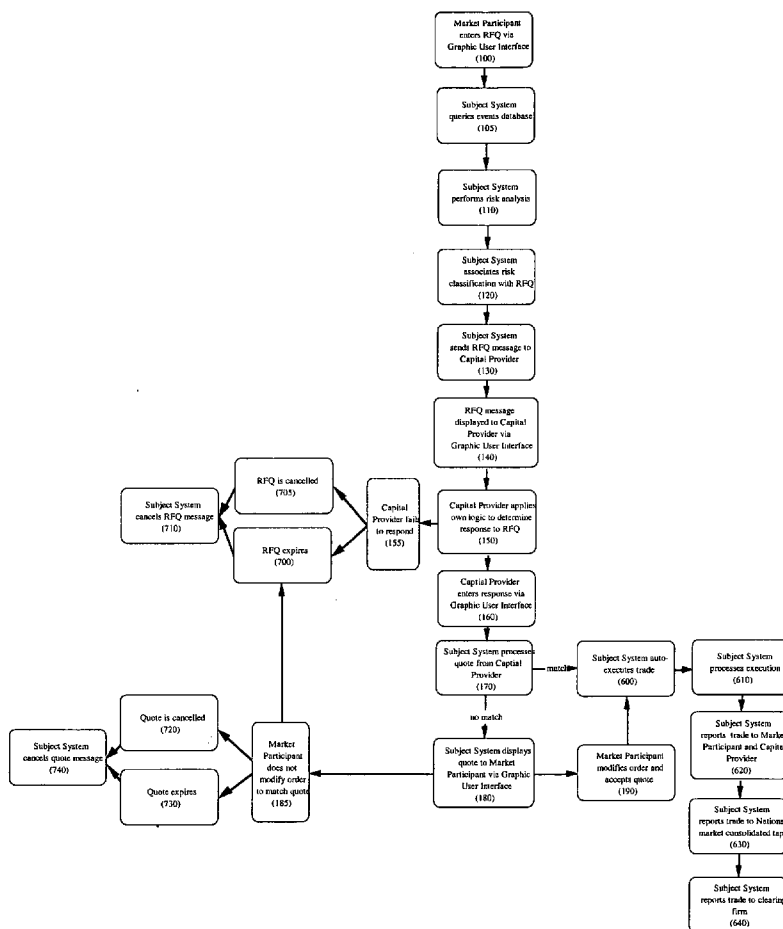 Market Participant
enters RFQ via
Graphic User Interface
(100)
Subject System
queries events database
(105)
Subject System
performs risk analysis
(110)
Subject System
associates risk
classification with RFQ
(120)
Subject System
sends RFQ message to
Capital Provider
(130)
RFQ message
displayed to Capital
Provider via
Graphic User Interface
(140)
Capital Provider applies
own logic to determine
response to RFQ
(150)
Capital
Provider fails
to respond
(155)
RFQ is cancelled
(705)
RFQ expires
(700)
Subject System
cancels RFQ message
(710)
Captial Provider
enters response via
Graphic User Interface
(160)
Subject System processes
quote from Captial
Provider
(170)
match
no match
Subject System auto-
executes trade
(600)
Subject System
processes execution
(610)
Subject System
reports trade to Market
Participant and Capital
Provider
(620)
Subject System
reports trade to National
market consolidated tape
(630)
Subject System
reports trade to clearing
firm
(640)
Subject System displays
quote to Market
Participant via Graphic
User Interface
(180)
Market Participant
modifies order and
accepts quote
(190)
Market
Participant
does not
modify order
to match quote
(185)
Quote is cancelled
(720)
Quote expires
(730)
Subject System
cancels quote message
(740)